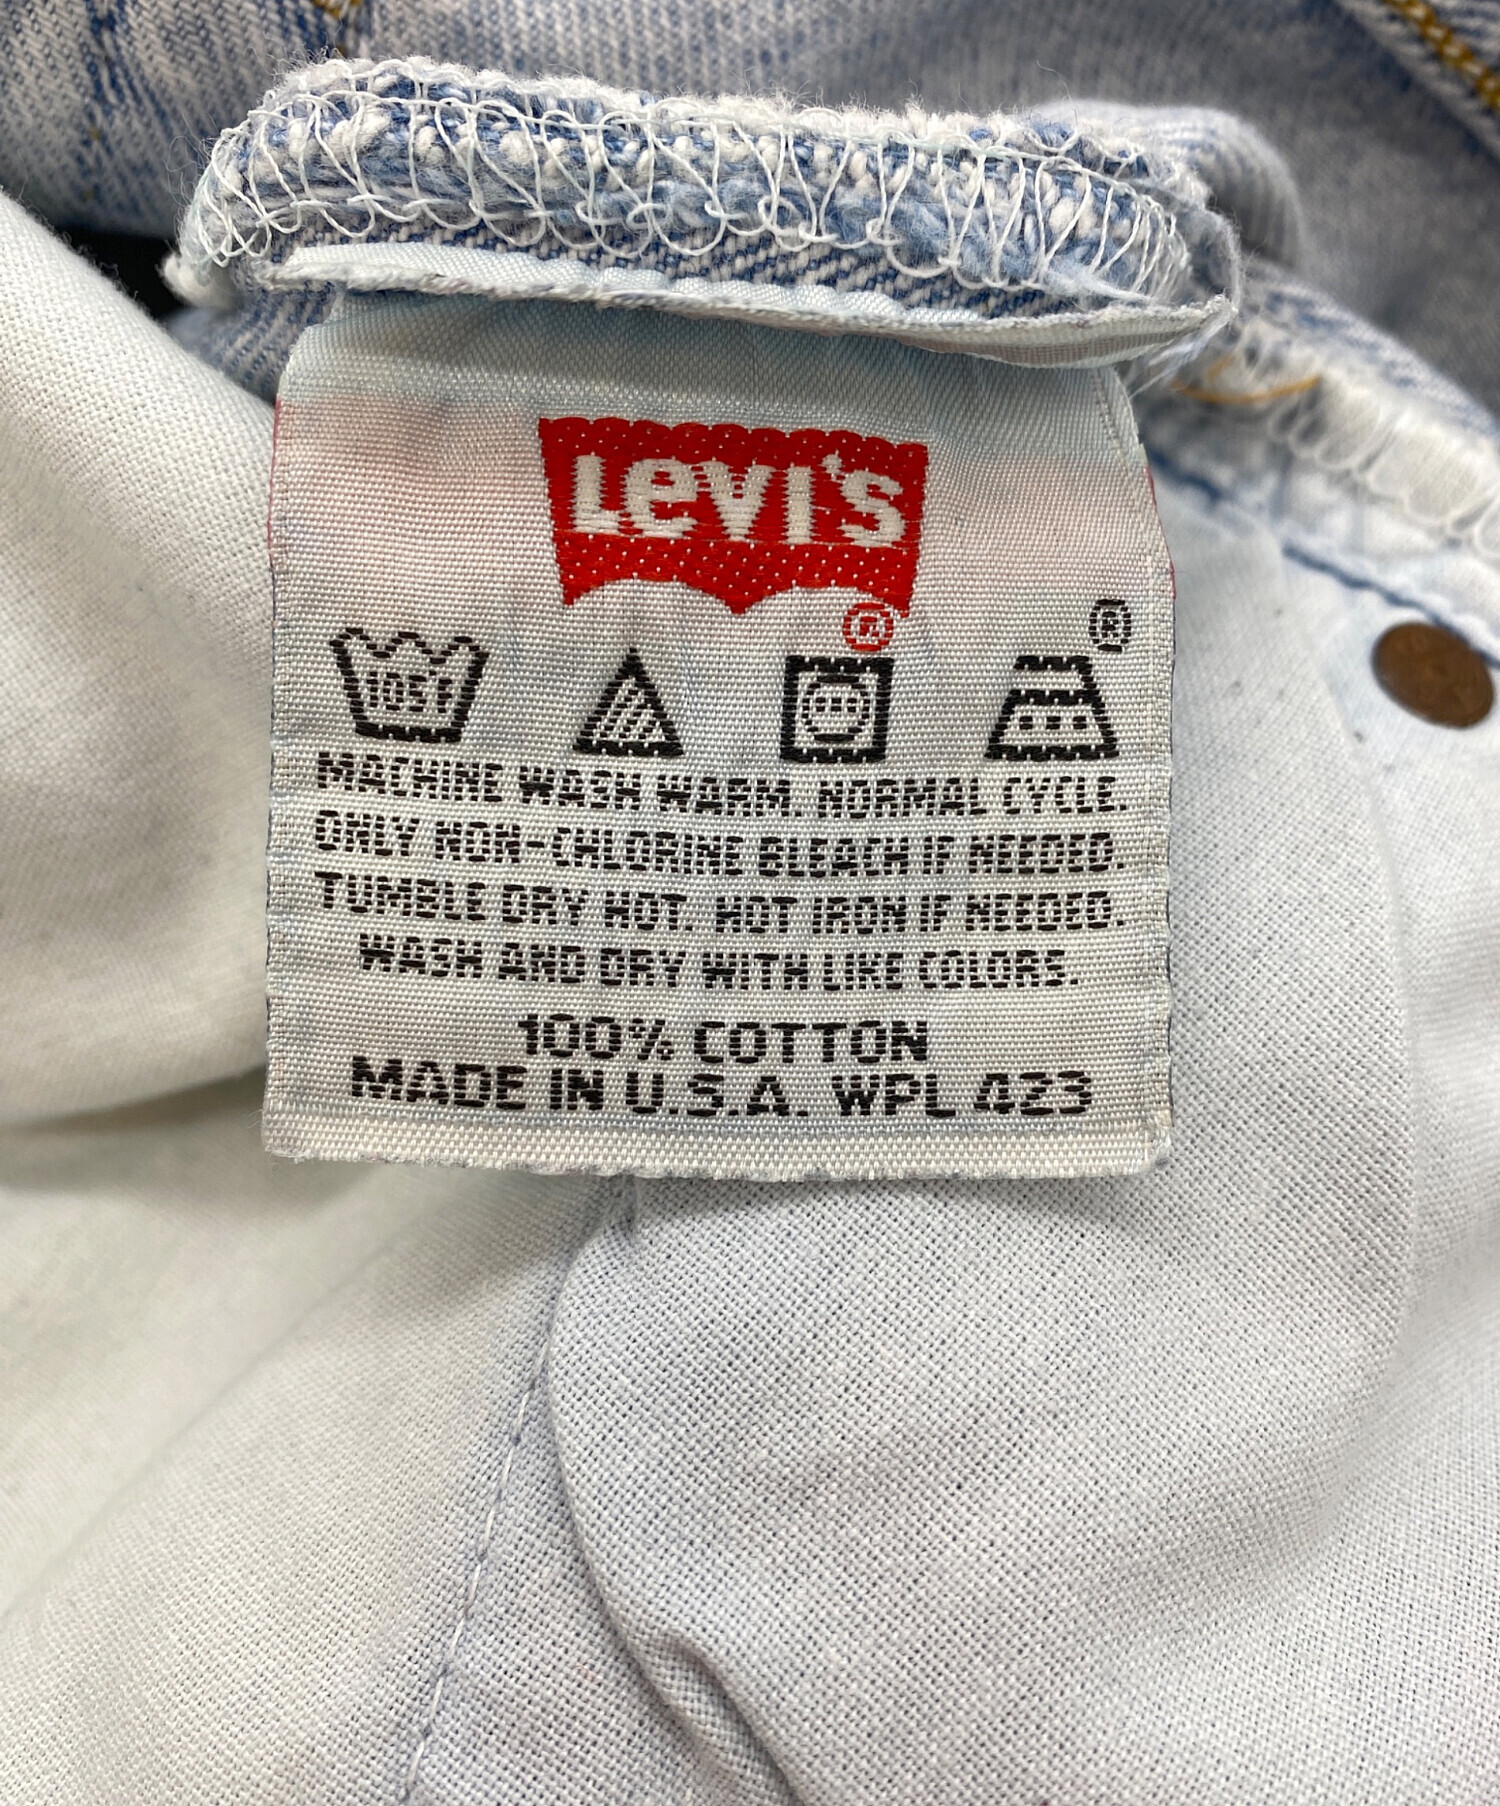 LEVI'S
®
®
105F
MACHINE WASH WARM. NORMAL CYCLE.
ONLY NON-CHLORINE BLEACH IF NEEDED.
TUMBLE DRY HOT. HOT IRON IF NEEDED.
WASH AND DRY WITH LIKE COLORS.
100% COTTON
MADE IN U.S.A. WPL 423